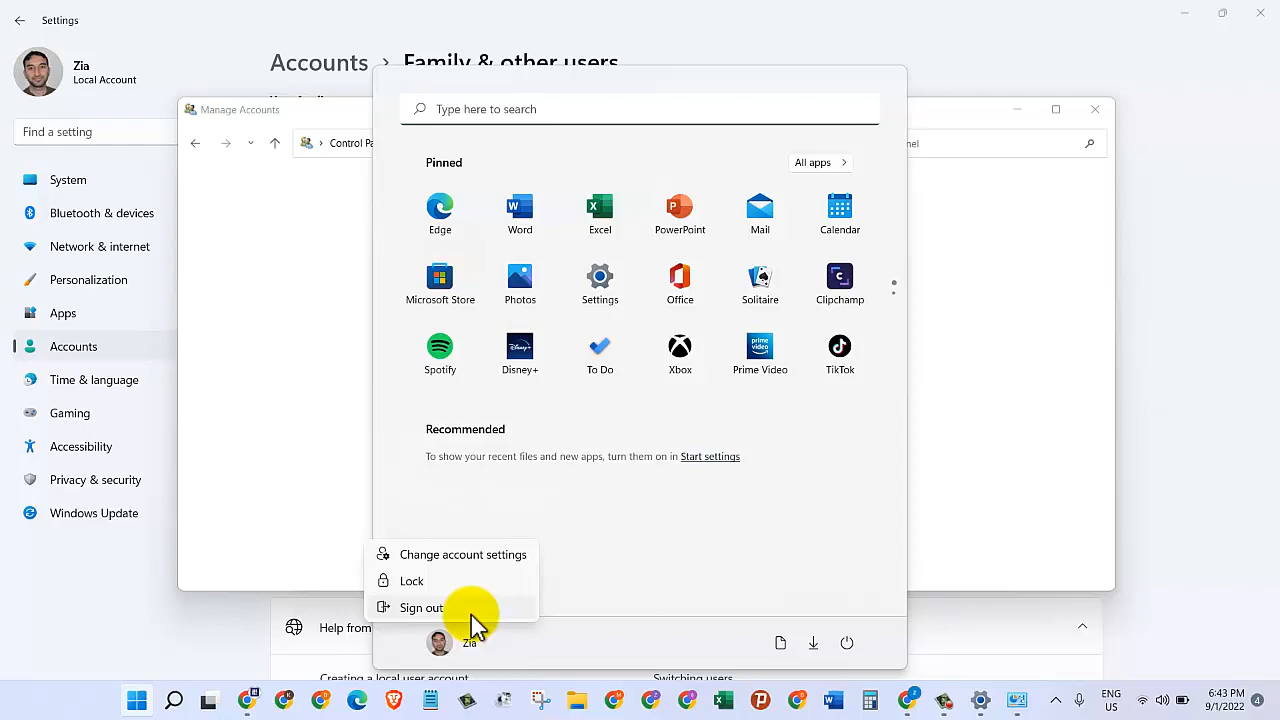 Settings
Zia
Local Account
Find a setting
System
Bluetooth & devices
Network & internet
Personalization
Apps
Accounts
Time & language
Gaming
Accessibility
Privacy & security
Windows Update
Accounts › Family & other users
Manage Accounts
Control Pa
nel
Type here to search
Pinned
All apps
Edge
Word
Excel
PowerPoint
Mail
Calendar
Microsoft Store
Photos
Settings
Office
Solitaire
Clipchamp
Spotify
Disney+
To Do
Xbox
prime video
Prime Video
TikTok
Recommended
To show your recent files and new apps, turn them on in Start settings
Change account settings
Lock
Sign out
Zia
Help from
Creating a local user account
Switching users
ENG
US
6:43 PM
9/1/2022
4